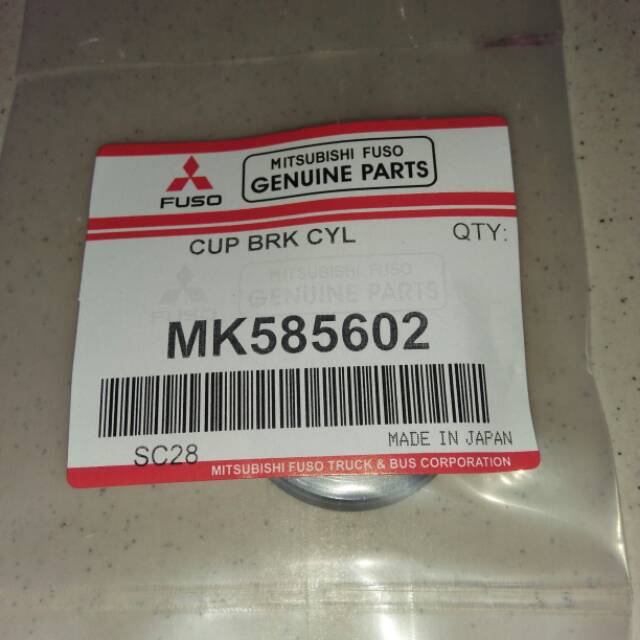 MITSUBISHI FUSO
GENUINE PARTS
FUSO
CUP BRK CYL
QTY:
FUSO
MITSUBISHI FUSO
GENUINE PARTS
MK585602
SC28
MADE IN JAPAN
MITSUBISHI FUSO TRUCK & BUS CORPORATION